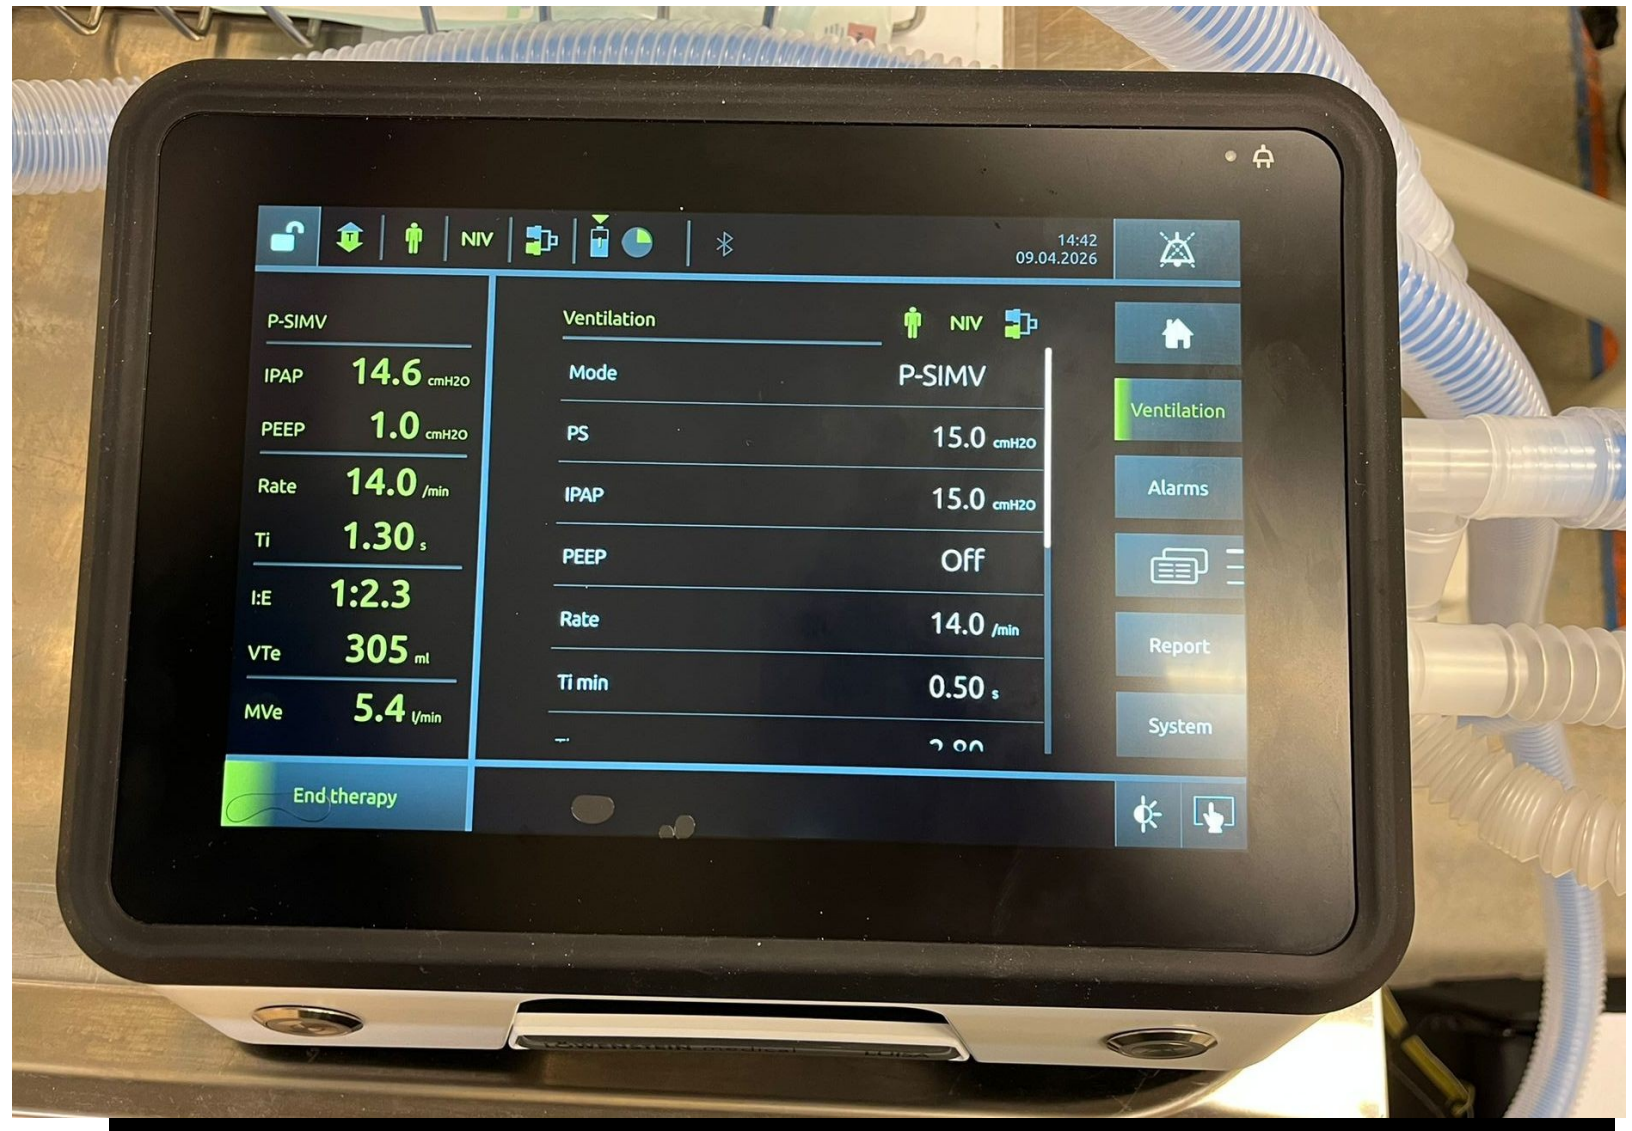 NIV
14:42
09.04.2026
P-SIMV
IPAP 14.6 cmH2O
PEEP 1.0 cmH2O
Rate 14.0 /min
Ti 1.30 s
I:E 1:2.3
VTe 305 ml
MVe 5.4 l/min
End therapy
Ventilation NIV
Mode P-SIMV
PS 15.0 cmH2O
IPAP 15.0 cmH2O
PEEP Off
Rate 14.0 /min
Ti min 0.50 s
Ventilation
Alarms
Report
System